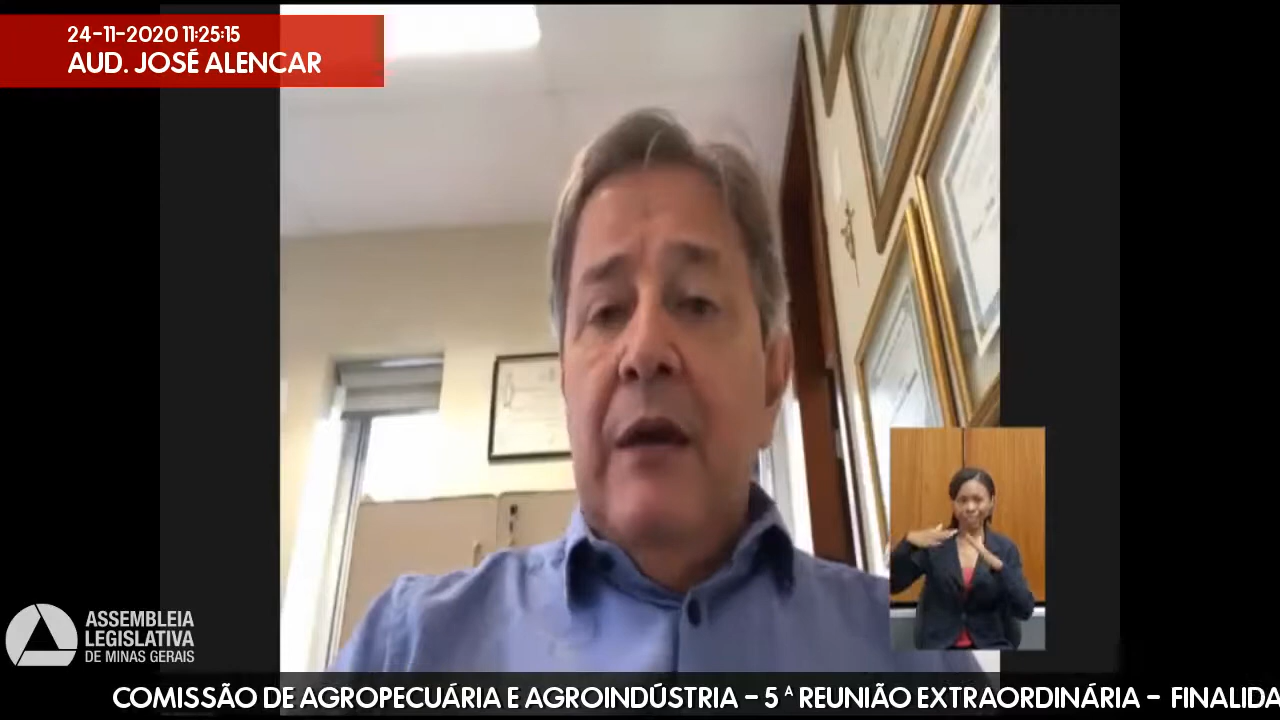 24-11-2020 11:25:15
AUD. JOSÉ ALENCAR
ASSEMBLEIA
LEGISLATIVA
DE MINAS GERAIS
COMISSÃO DE AGROPECUÁRIA E AGROINDÚSTRIA - 5 ª REUNIÃO EXTRAORDINÁRIA - FINALIDA